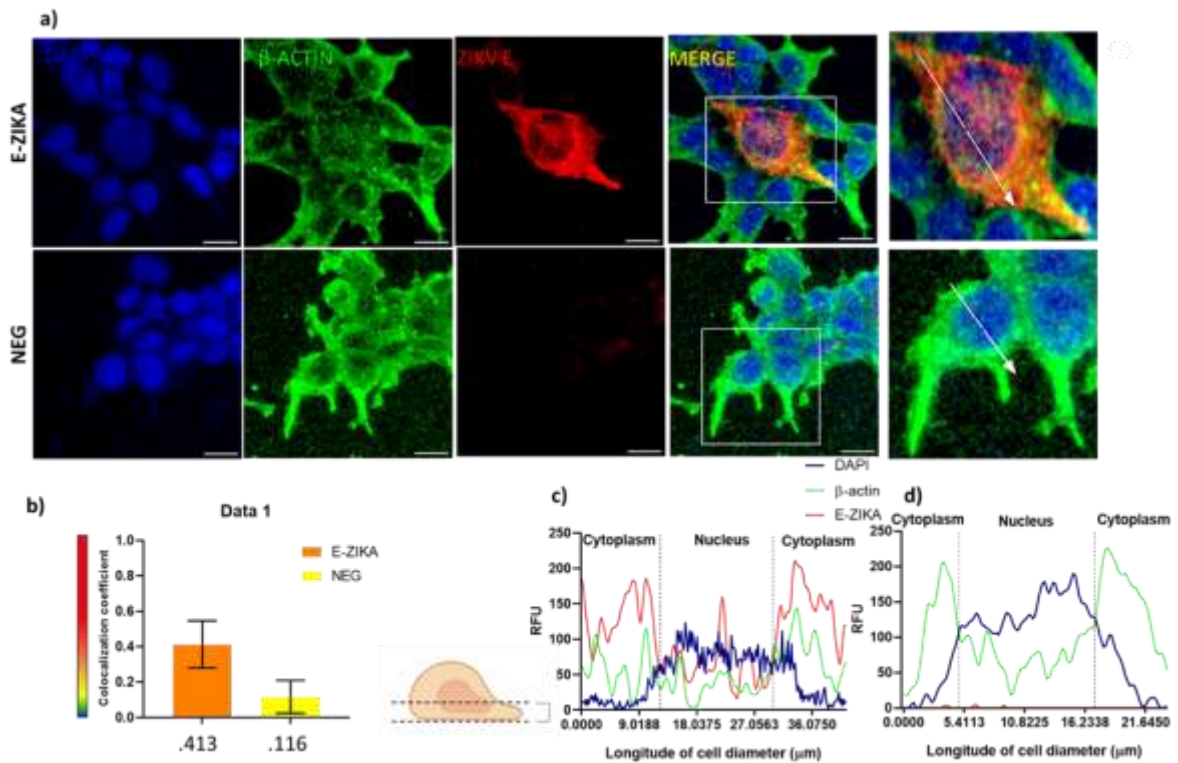 a)
β-ACTIN
ZIKV E
MERGE
E-ZIKA
NEG
b)
Data 1
Colocalization coefficient
1.0
0.8
0.6
0.4
0.2
0.0
E-ZIKA
NEG
.413
.116
c)
DAPI
β-actin
E-ZIKA
Cytoplasm
Nucleus
Cytoplasm
RFU
250
200
150
100
50
0
0.0000
9.0188
18.0375
27.0563
36.0750
Longitude of cell diameter (μm)
d)
Cytoplasm
Nucleus
Cytoplasm
RFU
250
200
150
100
50
0
0.0000
5.4113
10.8225
16.2338
21.6450
Longitude of cell diameter (μm)